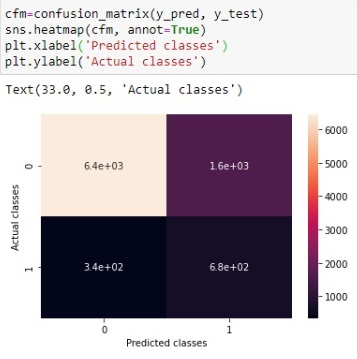 cfm=confusion_matrix(y_pred, y_test)
sns.heatmap(cfm, annot=True)
plt.xlabel('Predicted classes')
plt.ylabel('Actual classes')
Text(33.0, 0.5, 'Actual classes')
6.4e+03
1.6e+03
3.4e+02
6.8e+02
0
1
Actual classes
0
1
Predicted classes
6000
5000
4000
3000
2000
1000